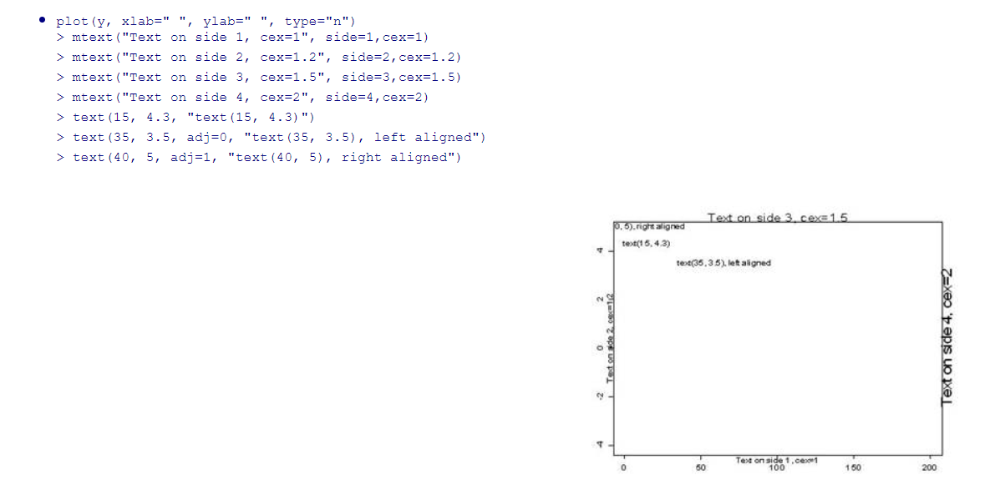 • plot(y, xlab=" ", ylab=" ", type="n")
> mtext("Text on side 1, cex=1", side=1,cex=1)
> mtext("Text on side 2, cex=1.2", side=2,cex=1.2)
> mtext("Text on side 3, cex=1.5", side=3,cex=1.5)
> mtext("Text on side 4, cex=2", side=4,cex=2)
> text(15, 4.3, "text(15, 4.3)")
> text(35, 3.5, adj=0, "text(35, 3.5), left aligned")
> text(40, 5, adj=1, "text(40, 5), right aligned")
Text on side 3, cex=1.5
0, 5), right aligned
text(15, 4.3)
text(35, 3.5), left aligned
4
2
0
-2
-4
Text on side 2, cex=1.2
Text on side 4, cex=2
Text on side 1, cex=1
0
50
100
150
200